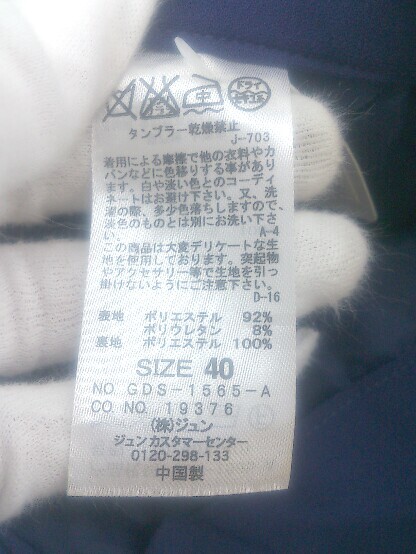 ドライ
セキユ系
中
タンブラー乾燥禁止
J-703
着用による摩擦で他の衣料やカ
バンなどに色移りする事があり
ます。白や淡い色とのコーディ
ネートはお避け下さい。又、洗
濯の際、多少色落ちしますので、
淡色のものとは別にお洗い下さ
い。
A-4
この商品は大変デリケートな生
地を使用しております。突起物
やアクセサリー等で生地を引っ
掛けないようにご注意下さい。
D-16
表地 ポリエステル 92%
ポリウレタン 8%
裏地 ポリエステル 100%
SIZE 40
NO. GDS-1565-A
CO NO. 19376
(株)ジュン
ジュンカスタマーセンター
0120-298-133
中国製